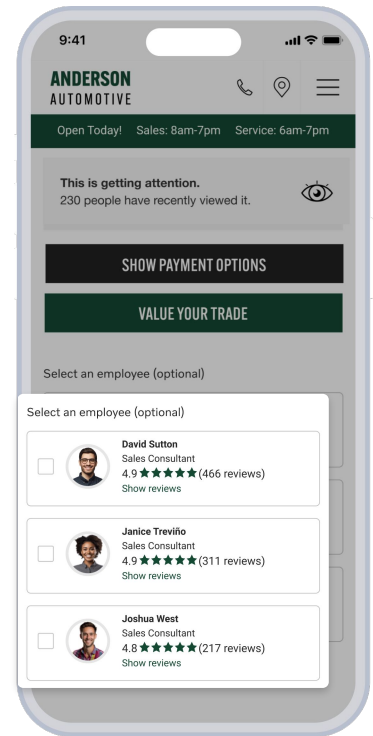 9:41
ANDERSON
AUTOMOTIVE
Open Today! Sales: 8am-7pm Service: 6am-7pm
This is getting attention.
230 people have recently viewed it.
SHOW PAYMENT OPTIONS
VALUE YOUR TRADE
Select an employee (optional)
Select an employee (optional)
David Sutton
Sales Consultant
4.9 ★★★★★ (466 reviews)
Show reviews
Janice Treviño
Sales Consultant
4.9 ★★★★★ (311 reviews)
Show reviews
Joshua West
Sales Consultant
4.8 ★★★★★ (217 reviews)
Show reviews